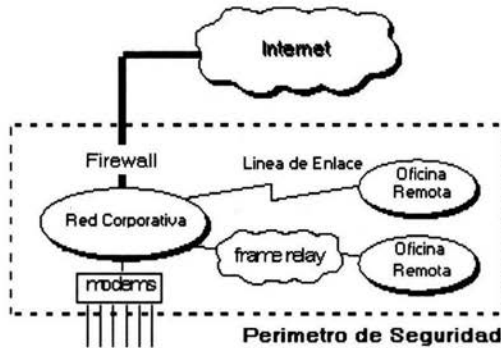 Internet
Firewall
Linea de Enlace
Oficina
Remota
Red Corporativa
frame relay
Oficina
Remota
modems
Perimetro de Seguridad